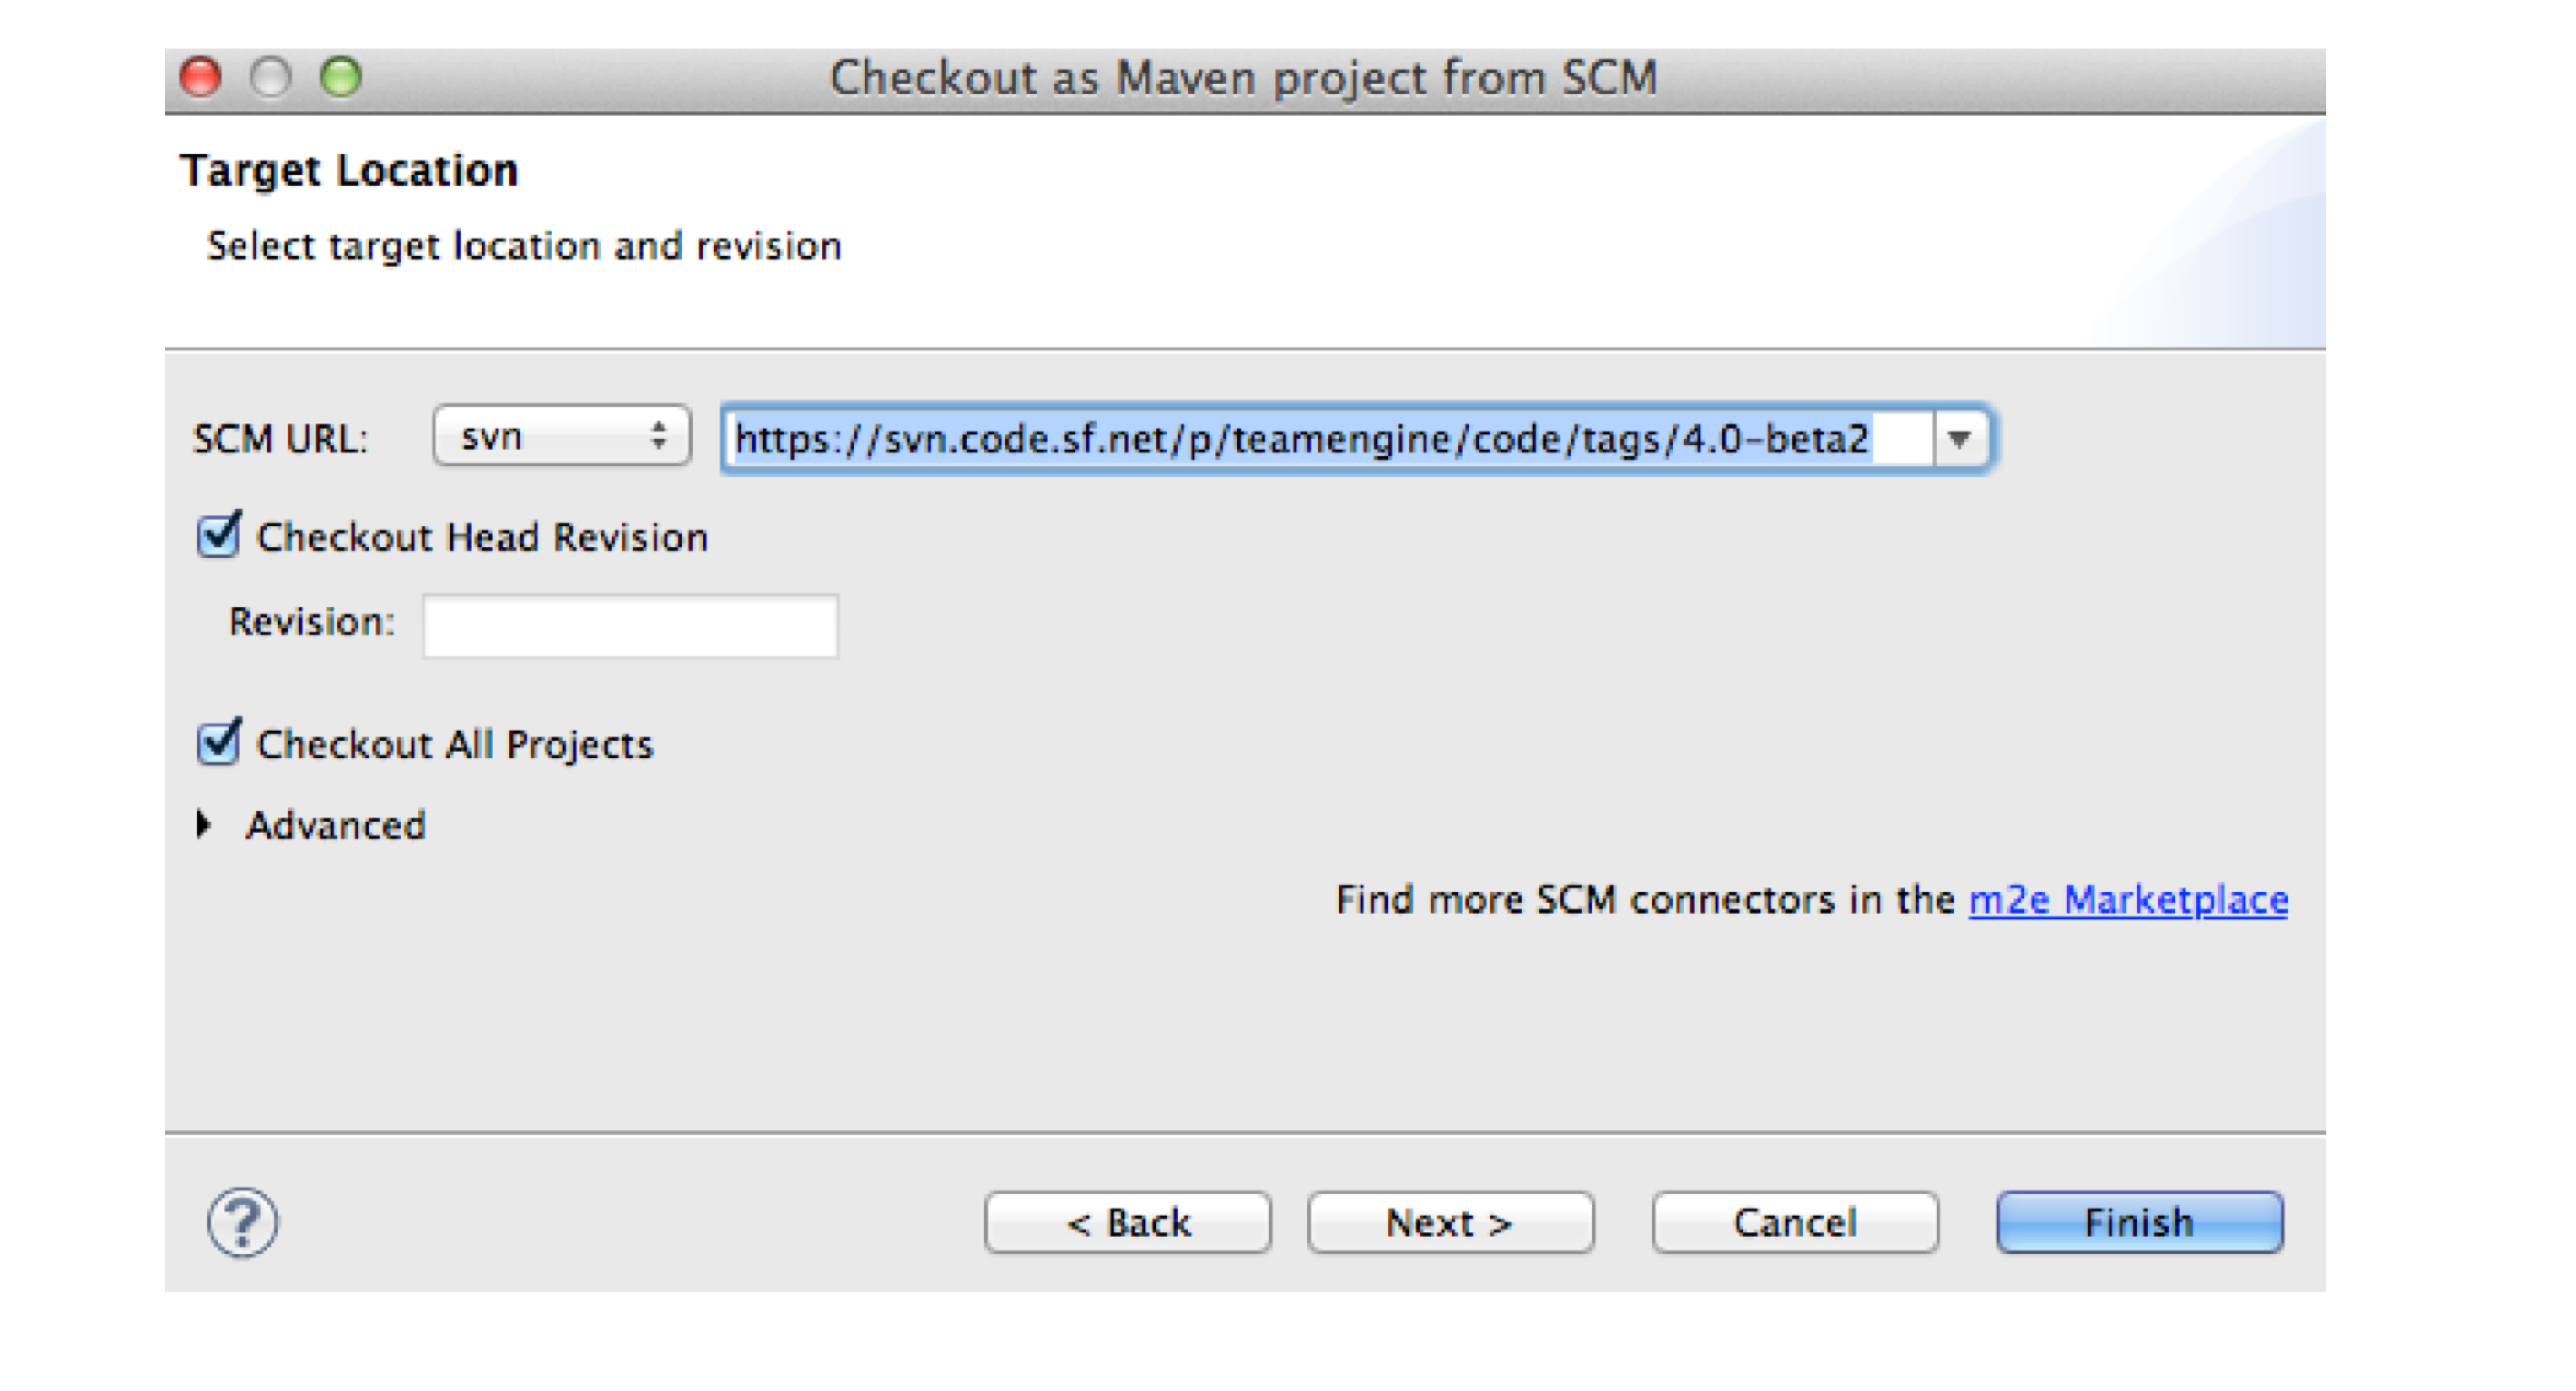 Checkout as Maven project from SCM
Target Location
Select target location and revision
SCM URL: svn https://svn.code.sf.net/p/teamengine/code/tags/4.0-beta2
Checkout Head Revision
Revision:
Checkout All Projects
Advanced
Find more SCM connectors in the m2e Marketplace
? < Back Next > Cancel Finish